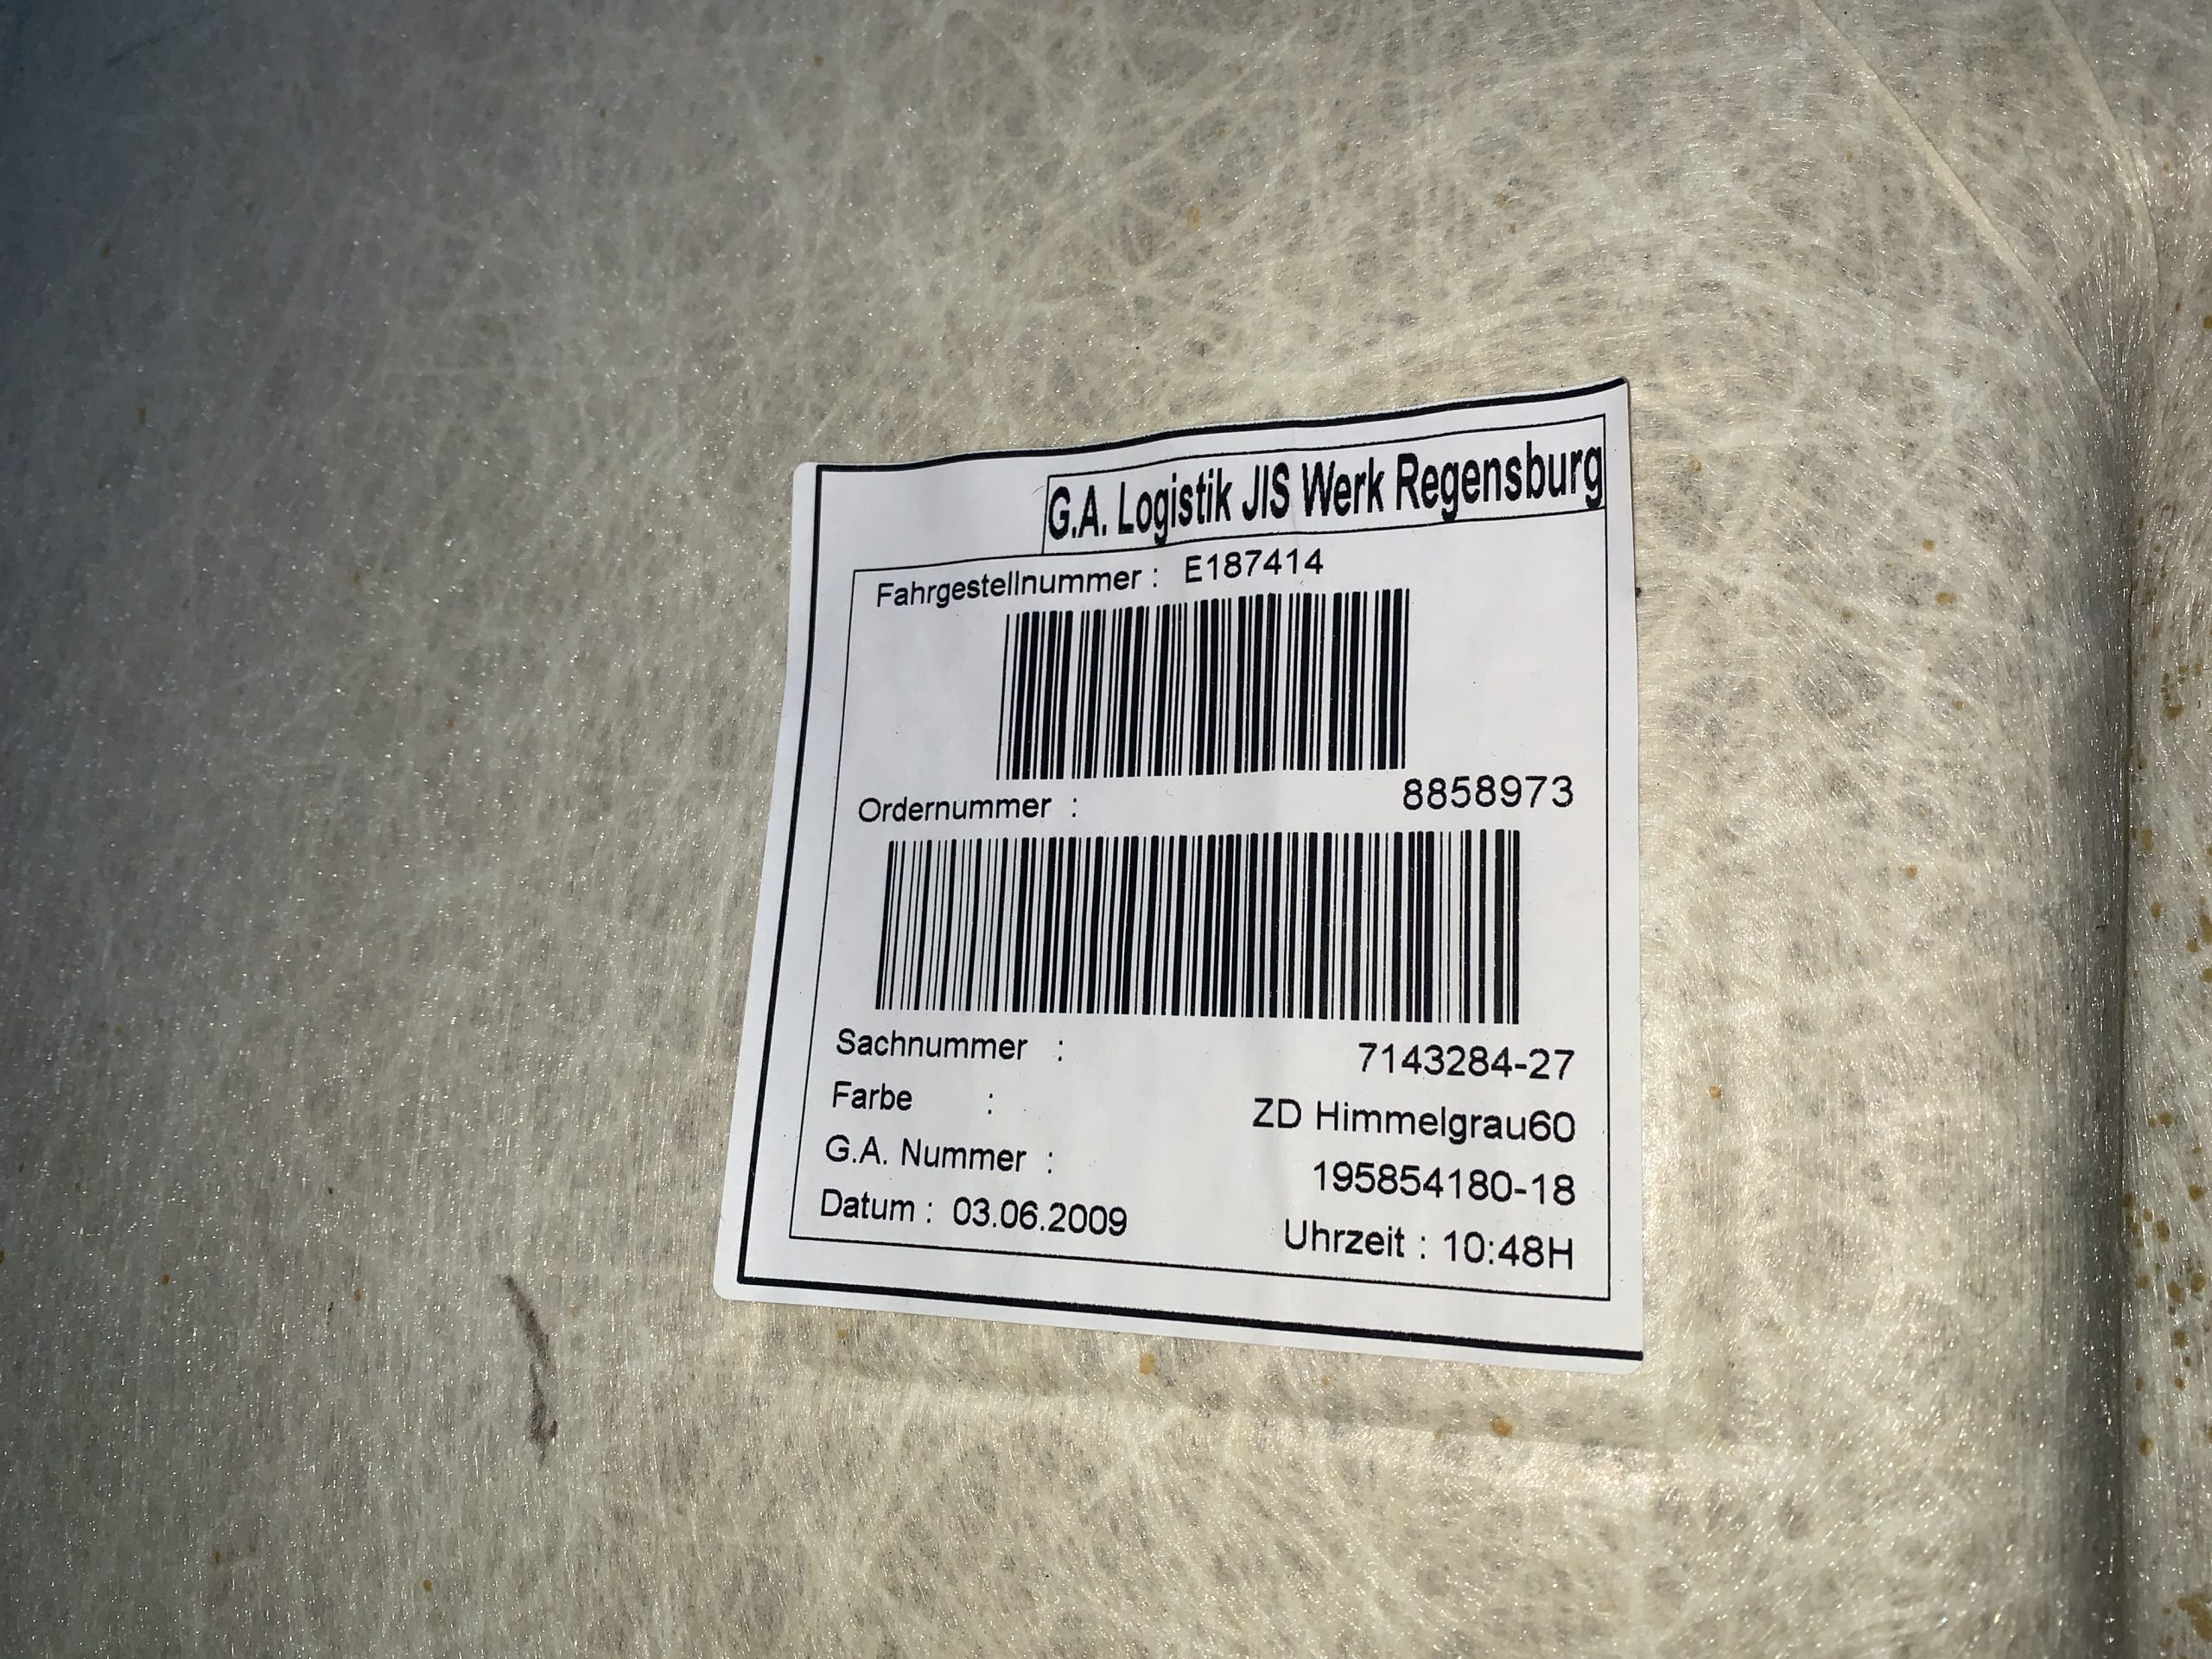 G.A. Logistik JIS Werk Regensburg
Fahrgestellnummer : E187414
Ordernummer : 8858973
Sachnummer : 7143284-27
Farbe : ZD Himmelgrau60
G.A. Nummer : 195854180-18
Datum : 03.06.2009 Uhrzeit : 10:48H